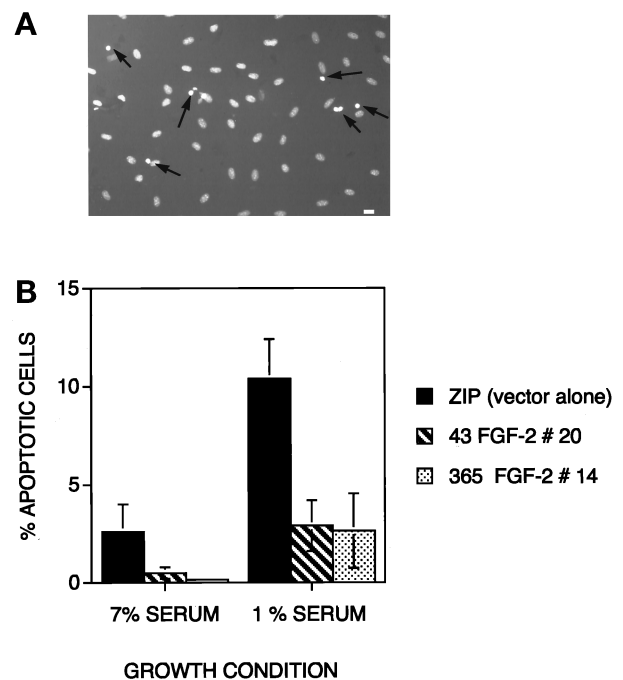 A
B
15
10
5
0
% APOPTOTIC CELLS
7% SERUM
1 % SERUM
GROWTH CONDITION
ZIP (vector alone)
43 FGF-2 # 20
365 FGF-2 # 14